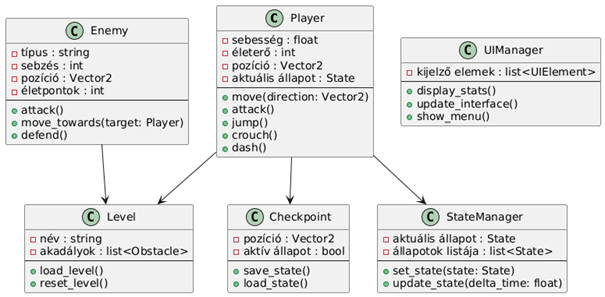 C Enemy
típus : string
sebzés : int
pozíció : Vector2
életpontok : int
attack()
move_towards(target: Player)
defend()
C Player
sebesség : float
életerő : int
pozíció : Vector2
aktuális állapot : State
move(direction: Vector2)
attack()
jump()
crouch()
dash()
C UIManager
kijelző elemek : list<UIElement>
display_stats()
update_interface()
show_menu()
C Level
név : string
akadályok : list<Obstacle>
load_level()
reset_level()
C Checkpoint
pozíció : Vector2
aktív állapot : bool
save_state()
load_state()
C StateManager
aktuális állapot : State
állapotok listája : list<State>
set_state(state: State)
update_state(delta_time: float)